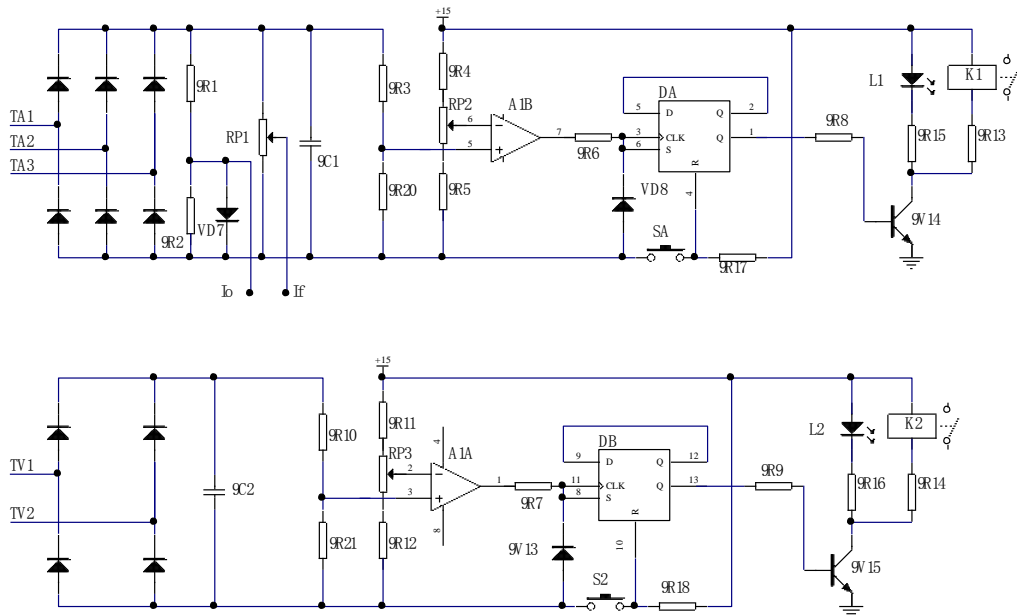 +15
9R1
9R3
9R4
L1
K1
DA
TA1
RP1
RP2
A1B
6
5
D
Q
2
TA2
7
3
CLK
Q
1
9R8
9R15
9R13
TA3
9C1
5
9R6
6
S
R
9R20
9R5
VD8
4
9R2
VD7
SA
9V14
9R17
Io
If
+15
9R10
9R11
L2
K2
DB
RP3
A1A
4
9
D
Q
12
TV1
2
9R9
9C2
1
11
CLK
Q
13
9R16
9R14
TV2
3
9R7
8
S
R
9R21
9R12
8
10
9V13
9V15
S2
9R18